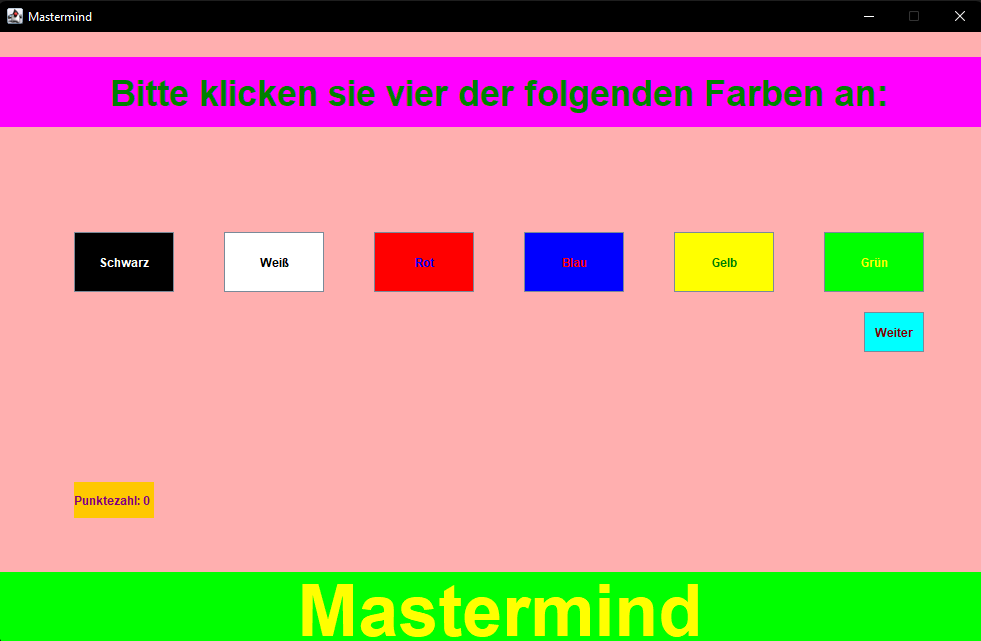 Mastermind
Bitte klicken sie vier der folgenden Farben an:
Schwarz
Weiß
Rot
Blau
Gelb
Grün
Weiter
Punktezahl: 0
Mastermind